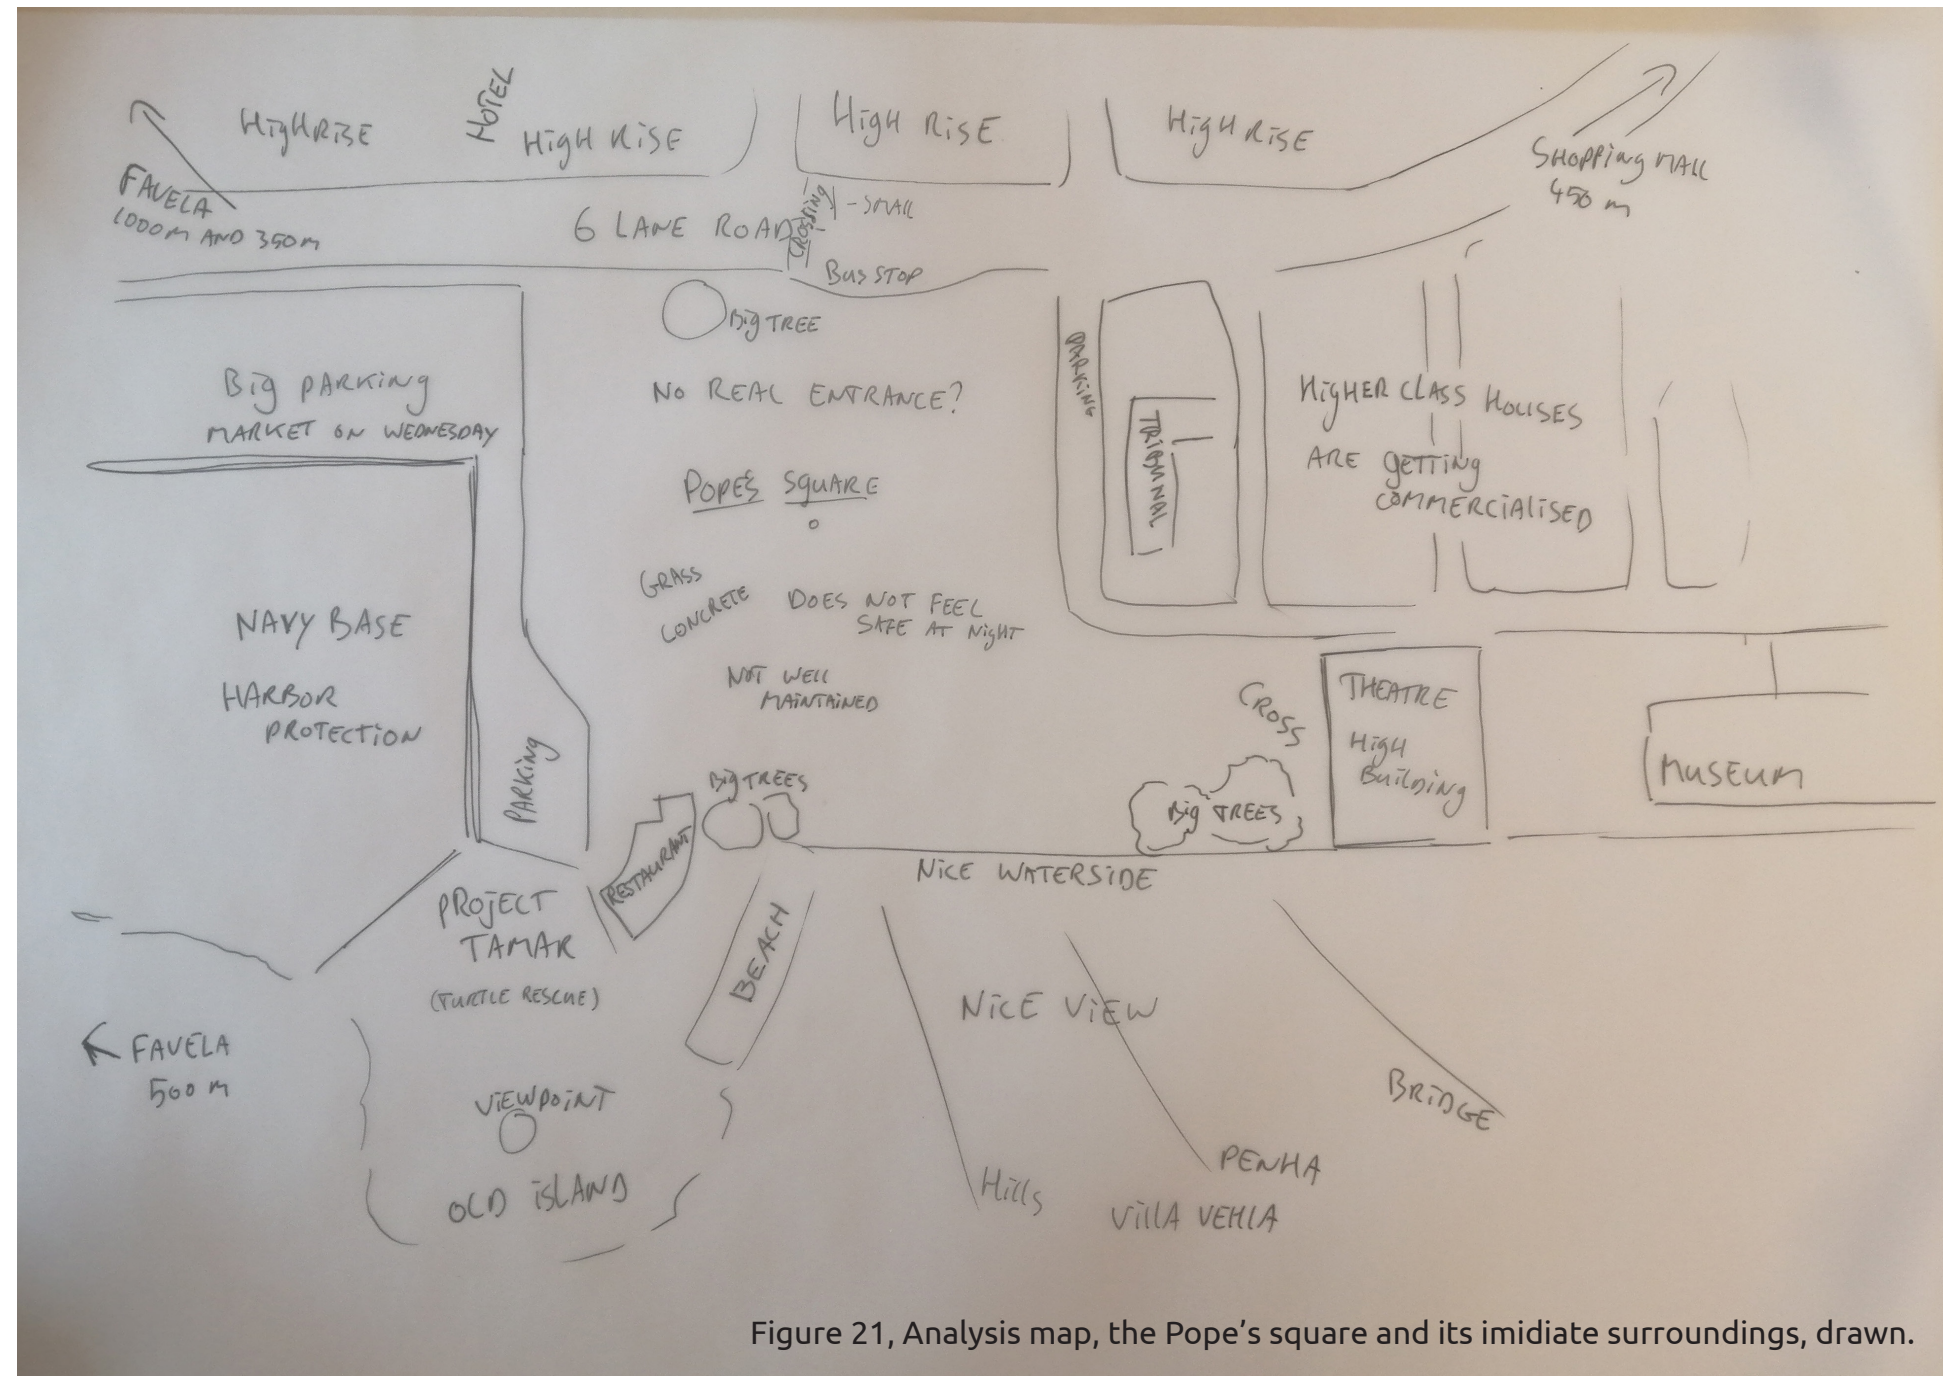 HIGHRISE
HOTEL
HIGH RISE
HIGH RISE
HIGH RISE
SHOPPING MALL
450 m
FAVELA
1000M AND 350M
6 LANE ROAD
CROSSING
- SMALL
BUS STOP
BIG TREE
BIG PARKING
MARKET ON WEDNESDAY
NO REAL ENTRANCE?
PARKING
TRIBUNAL
HIGHER CLASS HOUSES
ARE GETTING
COMMERCIALISED
POPE'S SQUARE
GRASS
CONCRETE
DOES NOT FEEL
SAFE AT NIGHT
NOT WELL
MAINTAINED
NAVY BASE
HARBOR
PROTECTION
PARKING
CROSS
THEATRE
HIGH
BUILDING
MUSEUM
BIG TREES
BIG TREES
RESTAURANT
NICE WATERSIDE
PROJECT
TAMAR
(TURTLE RESCUE)
BEACH
NICE VIEW
FAVELA
500 M
VIEWPOINT
OLD ISLAND
BRIDGE
PENHA
HILLS
VILLA VEHLA
Figure 21, Analysis map, the Pope's square and its imidiate surroundings, drawn.